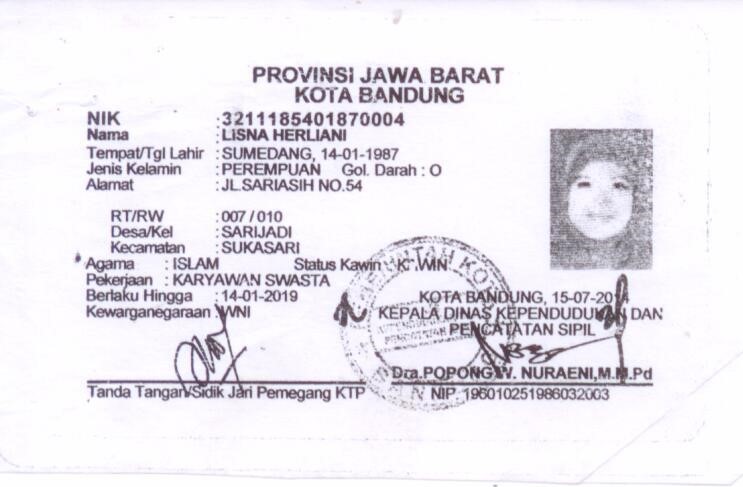 PROVINSI JAWA BARAT
KOTA BANDUNG
NIK : 3211185401870004
Nama : LISNA HERLIANI
Tempat/Tgl Lahir : SUMEDANG, 14-01-1987
Jenis Kelamin : PEREMPUAN Gol. Darah : O
Alamat : JL.SARIASIH NO.54
RT/RW : 007 / 010
Desa/Kel : SARIJADI
Kecamatan : SUKASARI
Agama : ISLAM Status Kawin : KAWIN
Pekerjaan : KARYAWAN SWASTA
Berlaku Hingga : 14-01-2019
Kewarganegaraan : WNI
KOTA BANDUNG, 15-07-2014
KEPALA DINAS KEPENDUDUKAN DAN
PENCATATAN SIPIL
Dra.POPONG W. NURAENI,M.M.Pd
Tanda Tangan/Sidik Jari Pemegang KTP
NIP 196010251986032003